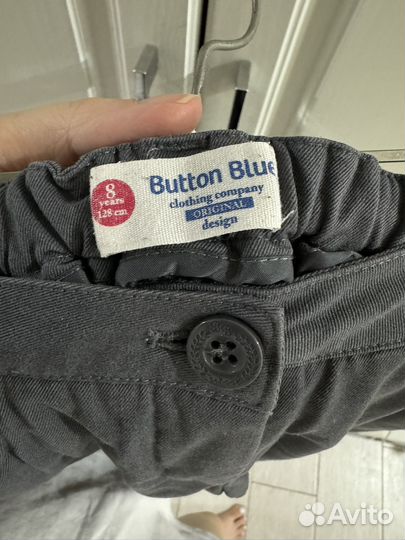 8
years
128 cm
Button Blue
clothing company
ORIGINAL
design
Avito